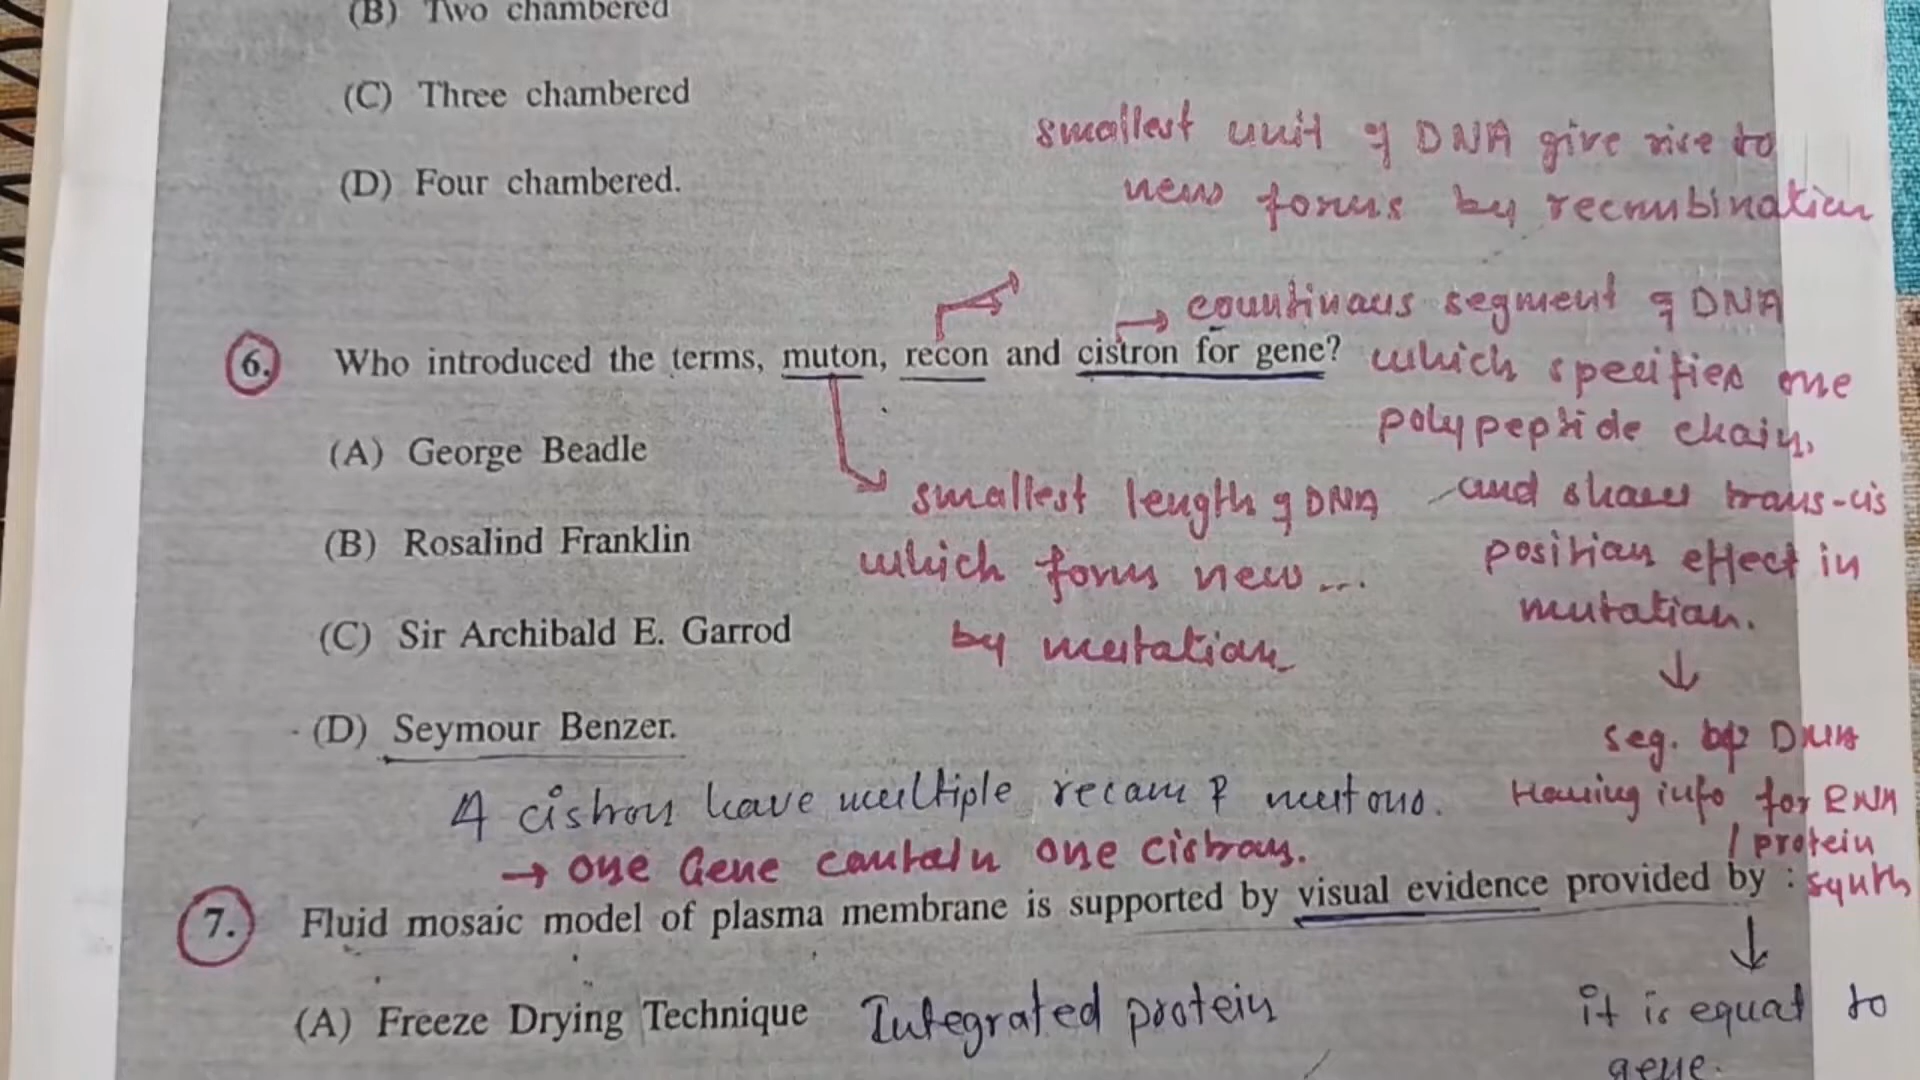 (B) Two chambered
(C) Three chambered
(D) Four chambered.
smallest unit of DNA give rise to
new forms by recombination
6. Who introduced the terms, muton, recon and cistron for gene?
countinous segment of DNA
which specifies one
polypeptide chain,
and shows trans-cis
position effect in
mutation.
↓
seg. of DNA
Having info for RNA
/ protein
synth
↓
it is equal to
gene.
smallest length of DNA
which form new ...
by mutation
(A) George Beadle
(B) Rosalind Franklin
(C) Sir Archibald E. Garrod
(D) Seymour Benzer.
A cistron have multiple recon & mutons.
→ one Gene contain one cistron.
7. Fluid mosaic model of plasma membrane is supported by visual evidence provided by :
(A) Freeze Drying Technique Integrated protein